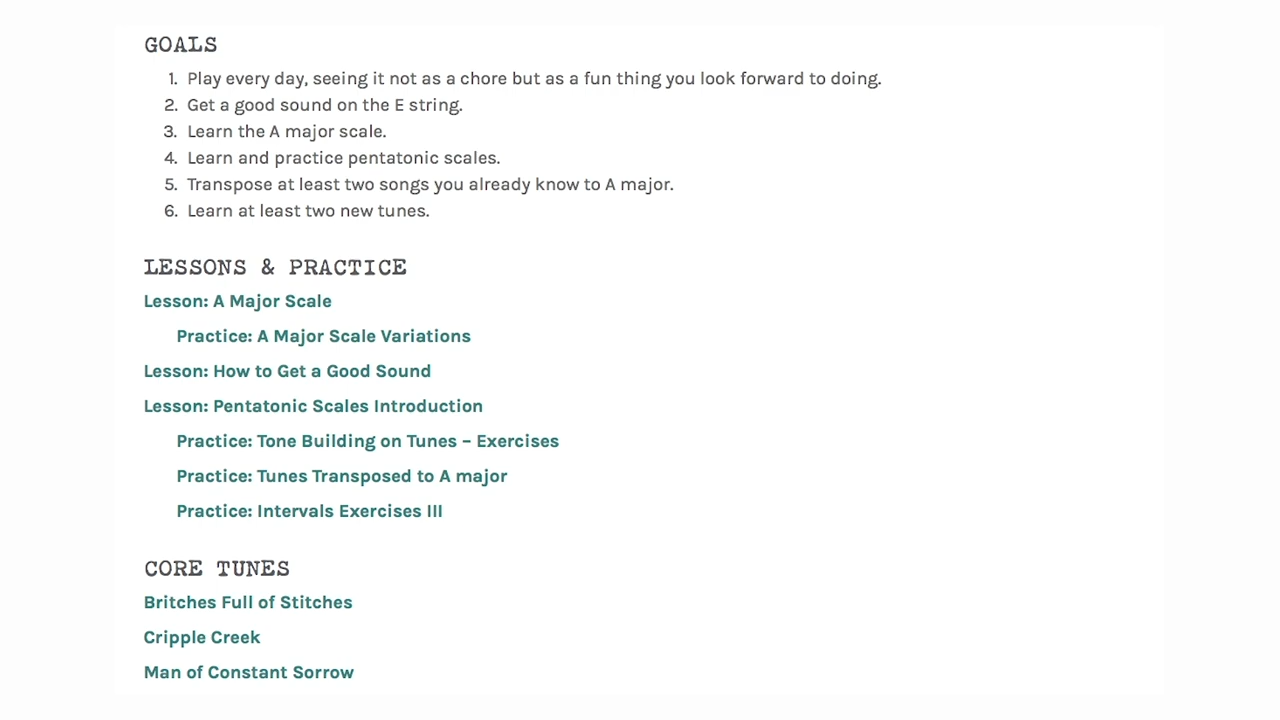 GOALS
1. Play every day, seeing it not as a chore but as a fun thing you look forward to doing.
2. Get a good sound on the E string.
3. Learn the A major scale.
4. Learn and practice pentatonic scales.
5. Transpose at least two songs you already know to A major.
6. Learn at least two new tunes.
LESSONS & PRACTICE
Lesson: A Major Scale
Practice: A Major Scale Variations
Lesson: How to Get a Good Sound
Lesson: Pentatonic Scales Introduction
Practice: Tone Building on Tunes – Exercises
Practice: Tunes Transposed to A major
Practice: Intervals Exercises III
CORE TUNES
Britches Full of Stitches
Cripple Creek
Man of Constant Sorrow